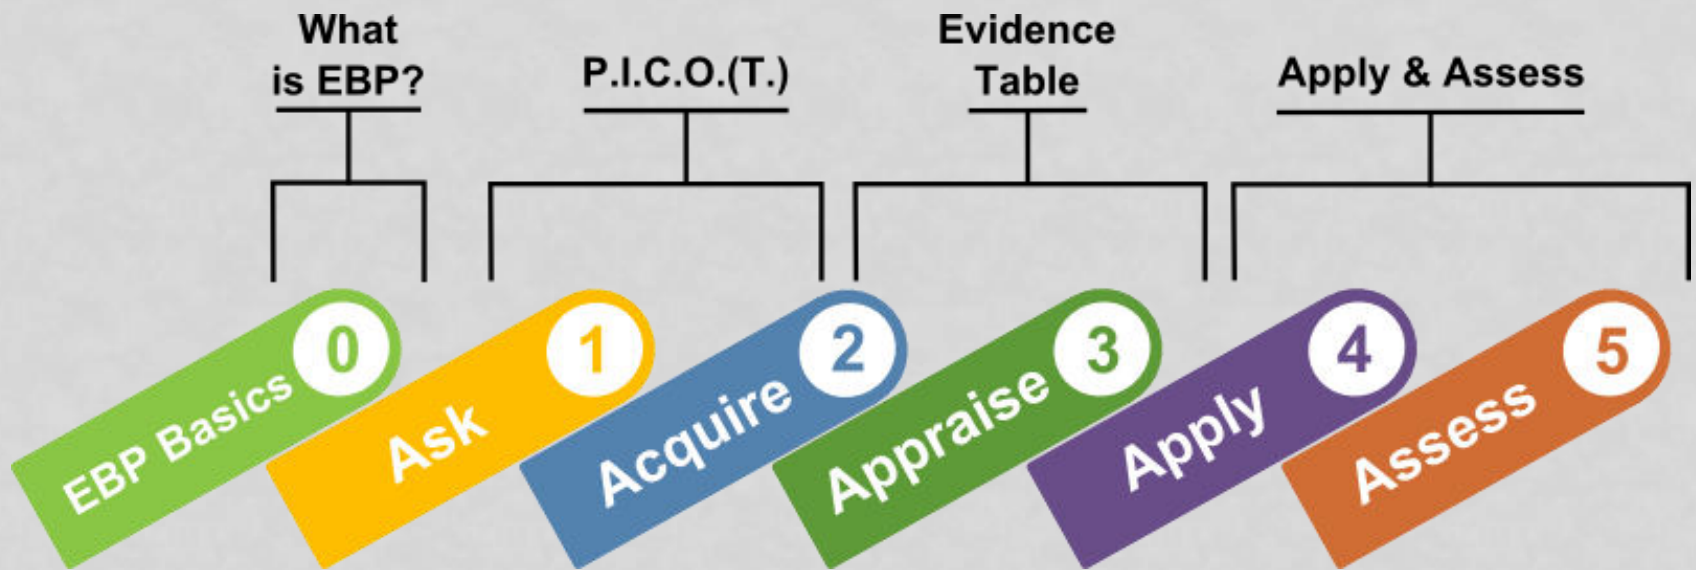 What
is EBP?
P.I.C.O.(T.)
Evidence
Table
Apply & Assess
EBP Basics 0
Ask 1
Acquire 2
Appraise 3
Apply 4
Assess 5